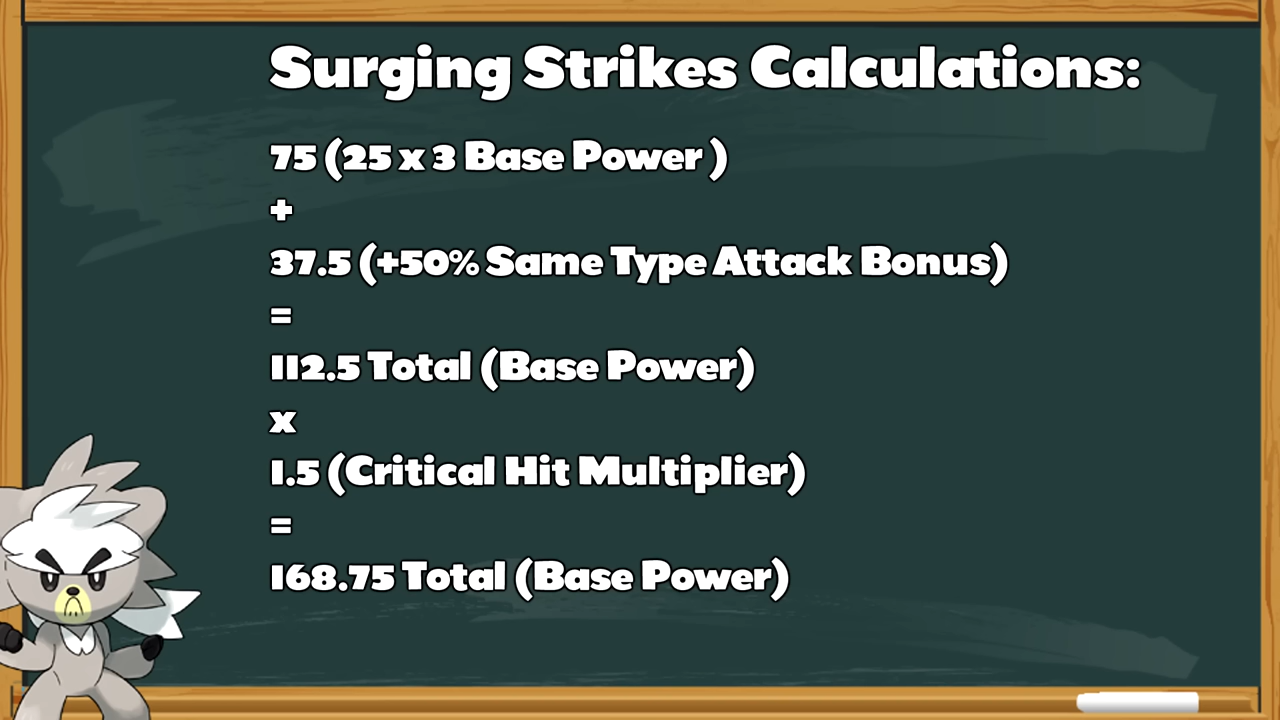 Surging Strikes Calculations:
75 (25 x 3 Base Power )
+
37.5 (+50% Same Type Attack Bonus)
=
112.5 Total (Base Power)
x
1.5 (Critical Hit Multiplier)
=
168.75 Total (Base Power)